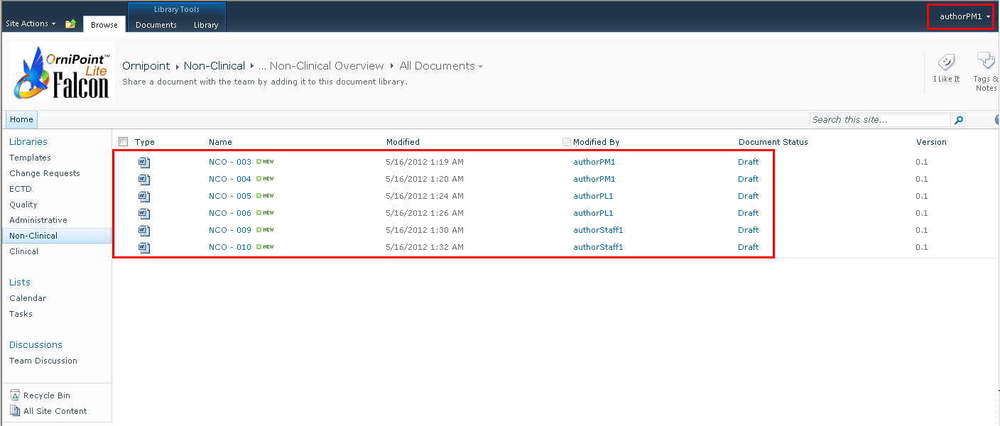 Library Tools
Site Actions Browse Documents Library authorPM1
OrniPoint™ Lite Falcon
Ornipoint Non-Clinical ... Non-Clinical Overview All Documents
Share a document with the team by adding it to this document library.
I Like It
Tags & Notes
Home
Search this site...
Libraries
Templates
Change Requests
ECTD
Quality
Administrative
Non-Clinical
Clinical
Lists
Calendar
Tasks
Discussions
Team Discussion
Recycle Bin
All Site Content
Type Name Modified Modified By Document Status Version
NCO - 003 NEW 5/16/2012 1:19 AM authorPM1 Draft 0.1
NCO - 004 NEW 5/16/2012 1:20 AM authorPM1 Draft 0.1
NCO - 005 NEW 5/16/2012 1:24 AM authorPL1 Draft 0.1
NCO - 006 NEW 5/16/2012 1:26 AM authorPL1 Draft 0.1
NCO - 009 NEW 5/16/2012 1:30 AM authorStaff1 Draft 0.1
NCO - 010 NEW 5/16/2012 1:32 AM authorStaff1 Draft 0.1